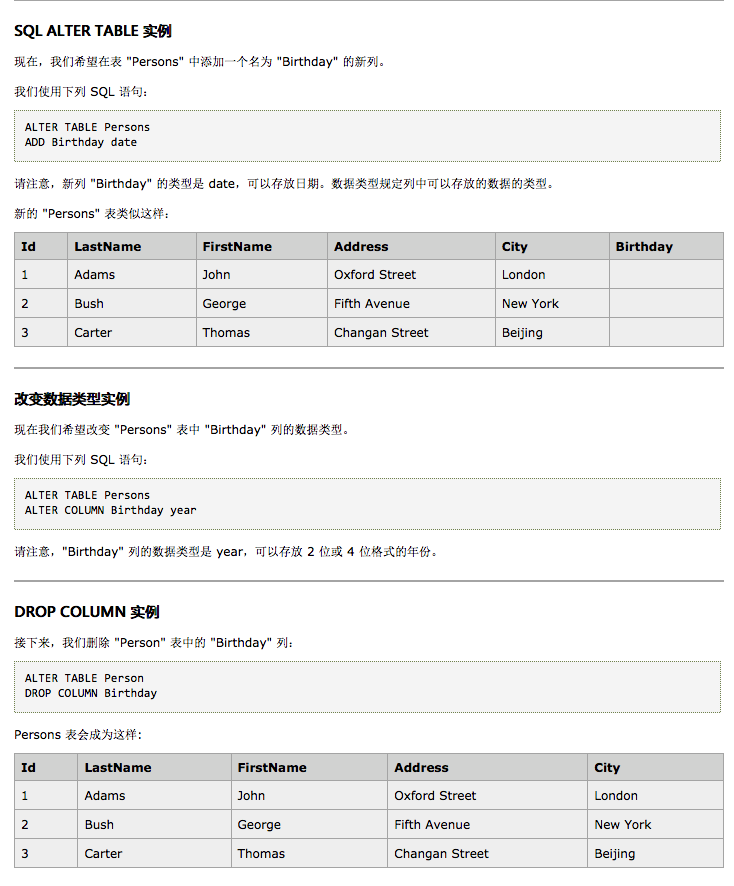 SQL ALTER TABLE 实例
现在，我们希望在表 "Persons" 中添加一个名为 "Birthday" 的新列。
我们使用下列 SQL 语句：
ALTER TABLE Persons
ADD Birthday date
请注意，新列 "Birthday" 的类型是 date，可以存放日期。数据类型规定列中可以存放的数据的类型。
新的 "Persons" 表类似这样：
Id LastName FirstName Address City Birthday
1 Adams John Oxford Street London
2 Bush George Fifth Avenue New York
3 Carter Thomas Changan Street Beijing
改变数据类型实例
现在我们希望改变 "Persons" 表中 "Birthday" 列的数据类型。
我们使用下列 SQL 语句：
ALTER TABLE Persons
ALTER COLUMN Birthday year
请注意，"Birthday" 列的数据类型是 year，可以存放 2 位或 4 位格式的年份。
DROP COLUMN 实例
接下来，我们删除 "Person" 表中的 "Birthday" 列：
ALTER TABLE Person
DROP COLUMN Birthday
Persons 表会成为这样:
Id LastName FirstName Address City
1 Adams John Oxford Street London
2 Bush George Fifth Avenue New York
3 Carter Thomas Changan Street Beijing